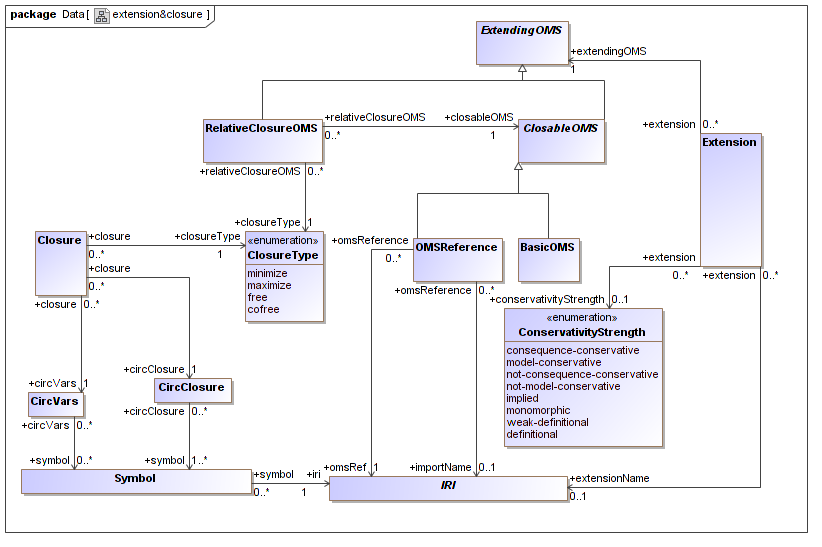 package Data[ extension&closure ]
ExtendingOMS
+extendingOMS
1
RelativeClosureOMS
+relativeClosureOMS
0..*
+closableOMS
1
ClosableOMS
+extension
0..*
Extension
+relativeClosureOMS
0..*
+closureType
1
Closure
+closure
0..*
+closureType
1
«enumeration»
ClosureType
minimize
maximize
free
cofree
+omsReference
0..*
OMSReference
BasicOMS
+closure
0..*
+closure
0..*
+omsReference
0..*
+extension
0..*
+extension
0..*
+conservativityStrength
0..1
«enumeration»
ConservativityStrength
consequence-conservative
model-conservative
not-consequence-conservative
not-model-conservative
implied
monomorphic
weak-definitional
definitional
+circVars
1
+circClosure
1
CircVars
CircClosure
+circVars
0..*
+circClosure
0..*
+symbol
0..*
+symbol
1..*
Symbol
+symbol
0..*
+iri
1
+omsRef
1
+importName
0..1
IRI
+extensionName
0..1